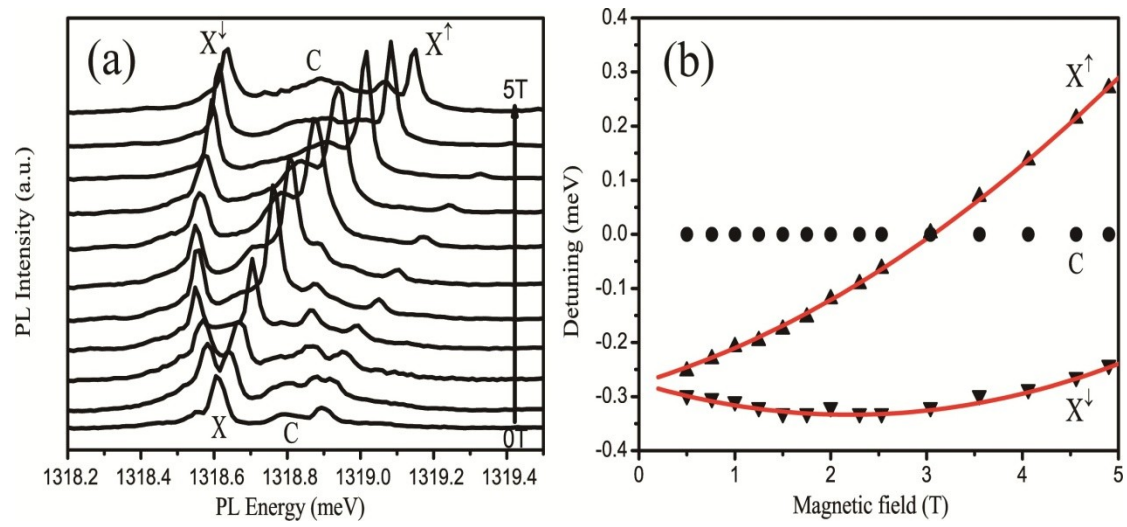 (a)
X↓
C
X↑
5T
0T
X
C
PL Intensity (a.u.)
1318.2 1318.4 1318.6 1318.8 1319.0 1319.2 1319.4
PL Energy (meV)
(b)
X↑
C
X↓
Detuning (meV)
0.4
0.3
0.2
0.1
0.0
-0.1
-0.2
-0.3
-0.4
0 1 2 3 4 5
Magnetic field (T)